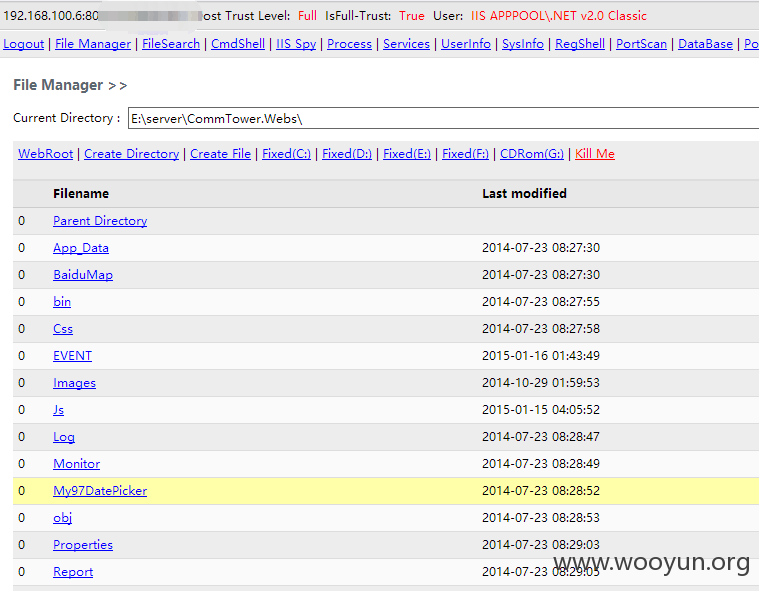 192.168.100.6:80 ost Trust Level: Full IsFull-Trust: True User: IIS APPPOOL\.NET v2.0 Classic
Logout | File Manager | FileSearch | CmdShell | IIS Spy | Process | Services | UserInfo | SysInfo | RegShell | PortScan | DataBase | Po
File Manager >>
Current Directory : E:\server\CommTower.Webs\
WebRoot | Create Directory | Create File | Fixed(C:) | Fixed(D:) | Fixed(E:) | Fixed(F:) | CDRom(G:) | Kill Me
Filename Last modified
0 Parent Directory
0 App_Data 2014-07-23 08:27:30
0 BaiduMap 2014-07-23 08:27:30
0 bin 2014-07-23 08:27:55
0 Css 2014-07-23 08:27:58
0 EVENT 2015-01-16 01:43:49
0 Images 2014-10-29 01:59:53
0 Js 2015-01-15 04:05:52
0 Log 2014-07-23 08:28:47
0 Monitor 2014-07-23 08:28:49
0 My97DatePicker 2014-07-23 08:28:52
0 obj 2014-07-23 08:28:53
0 Properties 2014-07-23 08:29:03
0 Report 2014-07-23 08:29:05
www.wooyun.org